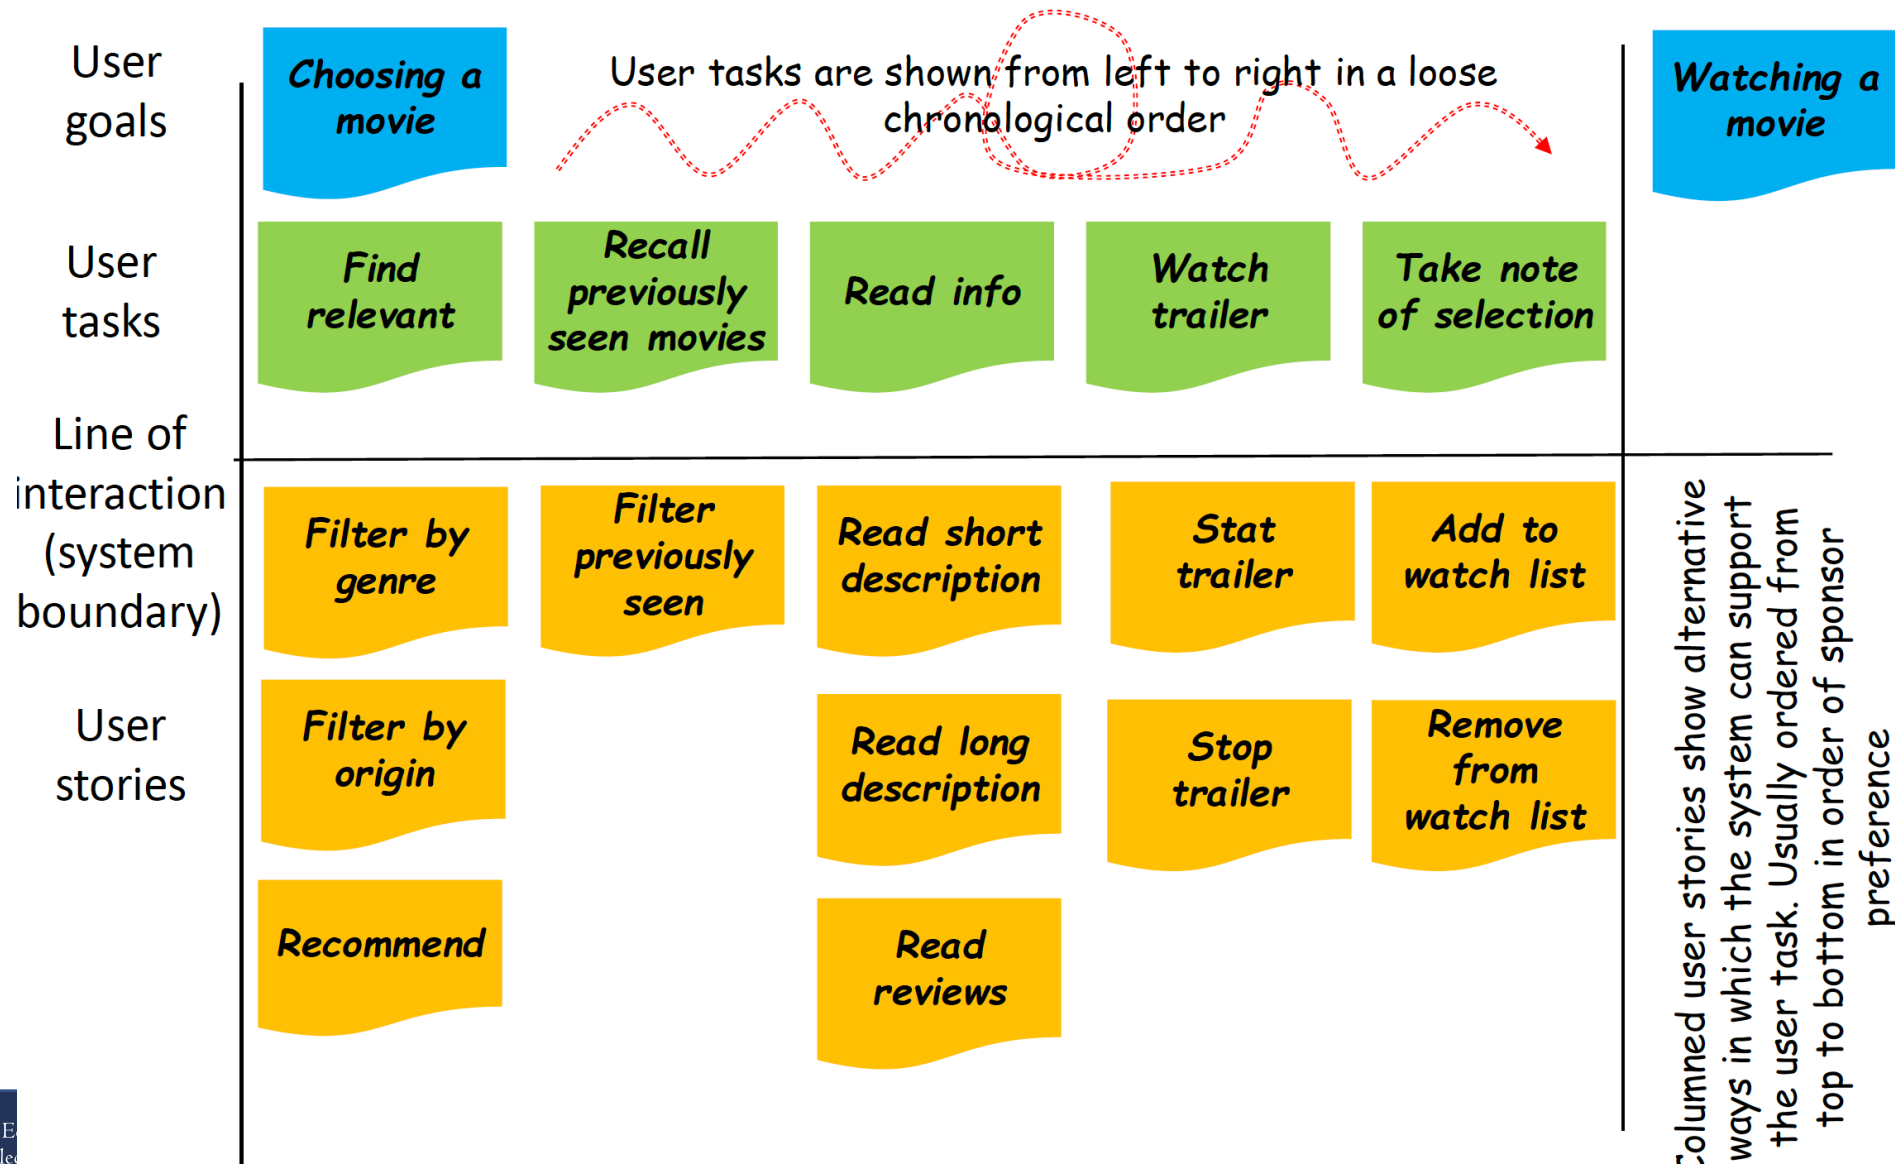 User
goals
Choosing a
movie
User tasks are shown from left to right in a loose
chronological order
Watching a
movie
User
tasks
Find
relevant
Recall
previously
seen movies
Read info
Watch
trailer
Take note
of selection
Line of
interaction
(system
boundary)
Filter by
genre
Filter
previously
seen
Read short
description
Stat
trailer
Add to
watch list
User
stories
Filter by
origin
Read long
description
Stop
trailer
Remove
from
watch list
Recommend
Read
reviews
Columned user stories show alternative
ways in which the system can support
the user task. Usually ordered from
top to bottom in order of sponsor
preference